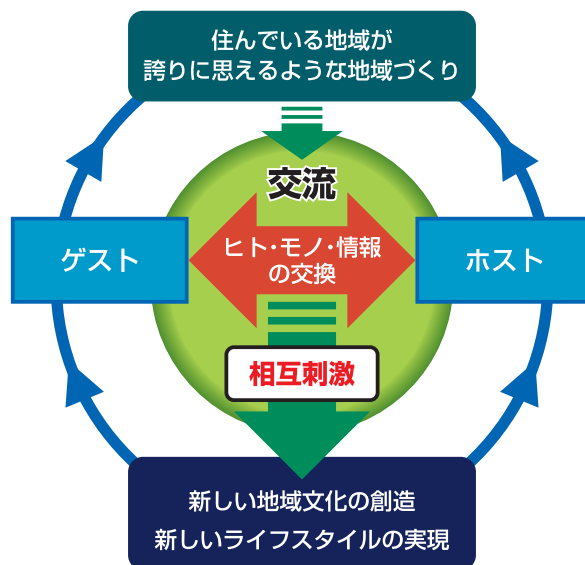 住んでいる地域が
誇りに思えるような地域づくり
交流
ゲスト
ヒト・モノ・情報
の交換
ホスト
相互刺激
新しい地域文化の創造
新しいライフスタイルの実現